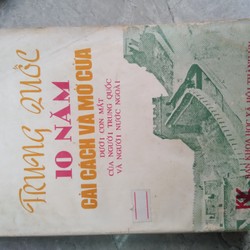 TRUNG QUỐC
10 NĂM
CẢI CÁCH VÀ MỞ CỬA
DƯỚI CON MẮT
CỦA NGƯỜI TRUNG QUỐC
VÀ NGƯỜI NƯỚC NGOÀI